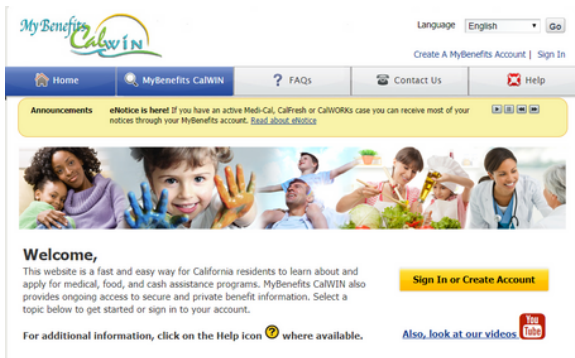 My Benefits CalWIN
Language English Go
Create A MyBenefits Account | Sign In
Home MyBenefits CalWIN ? FAQs Contact Us Help
Announcements eNotice is here! If you have an active Medi-Cal, CalFresh or CalWORKs case you can receive most of your
notices through your MyBenefits account. Read about eNotice
Welcome,
This website is a fast and easy way for California
residents to learn about and
apply for medical, food, and cash assistance programs. MyBenefits CalWIN also
provides ongoing access to secure and private benefit information. Select a
topic below to get started or sign in to your account.
Sign In or Create Account
For additional information, click on the Help icon ? where available.
Also, look at our videos You Tube